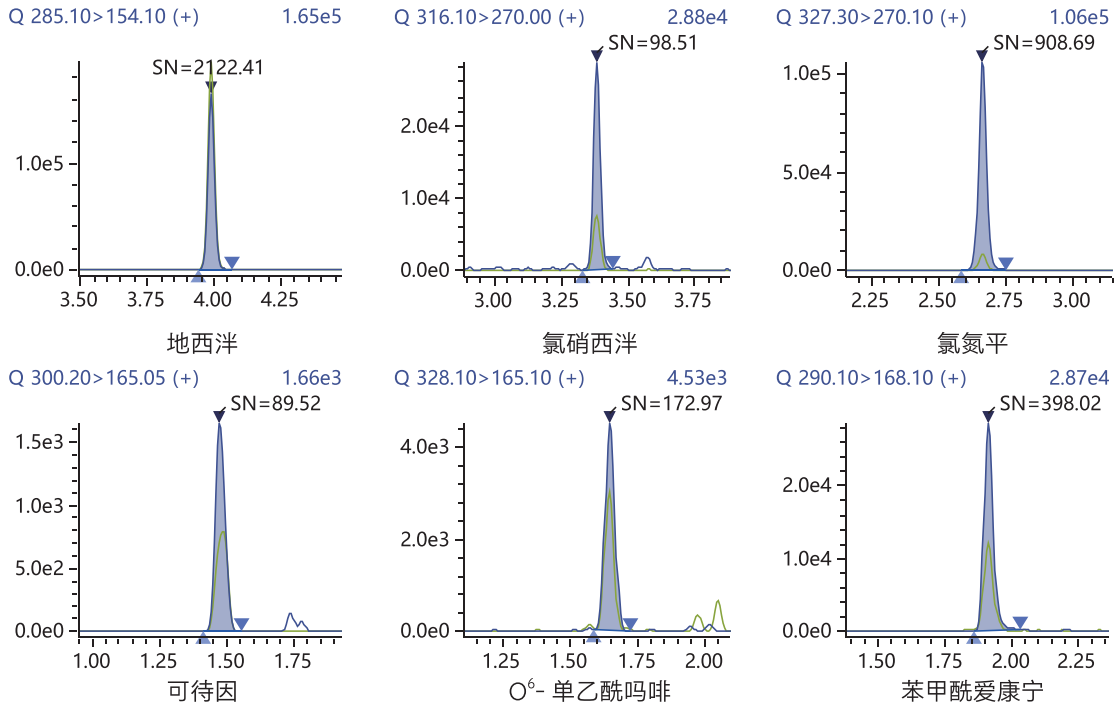 Q 285.10>154.10 (+) 1.65e5
SN=2122.41
1.0e5
0.0e0
3.50 3.75 4.00 4.25
地西泮
Q 316.10>270.00 (+) 2.88e4
SN=98.51
2.0e4
1.0e4
0.0e0
3.00 3.25 3.50 3.75
氯硝西泮
Q 327.30>270.10 (+) 1.06e5
SN=908.69
1.0e5
5.0e4
0.0e0
2.25 2.50 2.75 3.00
氯氮平
Q 300.20>165.05 (+) 1.66e3
SN=89.52
1.5e3
1.0e3
5.0e2
0.0e0
1.00 1.25 1.50 1.75
可待因
Q 328.10>165.10 (+) 4.53e3
SN=172.97
4.0e3
2.0e3
0.0e0
1.25 1.50 1.75 2.00
O⁶- 单乙酰吗啡
Q 290.10>168.10 (+) 2.87e4
SN=398.02
2.0e4
1.0e4
0.0e0
1.50 1.75 2.00 2.25
苯甲酰爱康宁